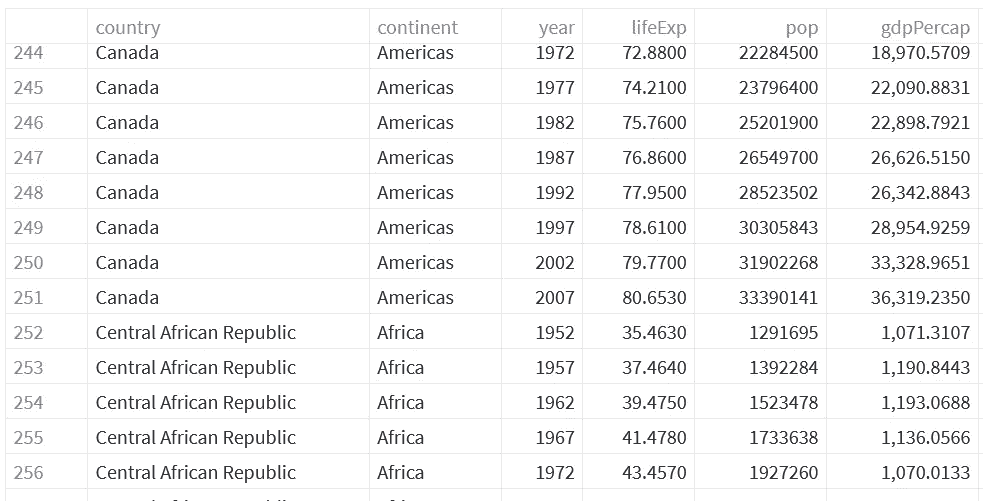 country continent year lifeExp pop gdpPercap
244 Canada Americas 1972 72.8800 22284500 18,970.5709
245 Canada Americas 1977 74.2100 23796400 22,090.8831
246 Canada Americas 1982 75.7600 25201900 22,898.7921
247 Canada Americas 1987 76.8600 26549700 26,626.5150
248 Canada Americas 1992 77.9500 28523502 26,342.8843
249 Canada Americas 1997 78.6100 30305843 28,954.9259
250 Canada Americas 2002 79.7700 31902268 33,328.9651
251 Canada Americas 2007 80.6530 33390141 36,319.2350
252 Central African Republic Africa 1952 35.4630 1291695 1,071.3107
253 Central African Republic Africa 1957 37.4640 1392284 1,190.8443
254 Central African Republic Africa 1962 39.4750 1523478 1,193.0688
255 Central African Republic Africa 1967 41.4780 1733638 1,136.0566
256 Central African Republic Africa 1972 43.4570 1927260 1,070.0133